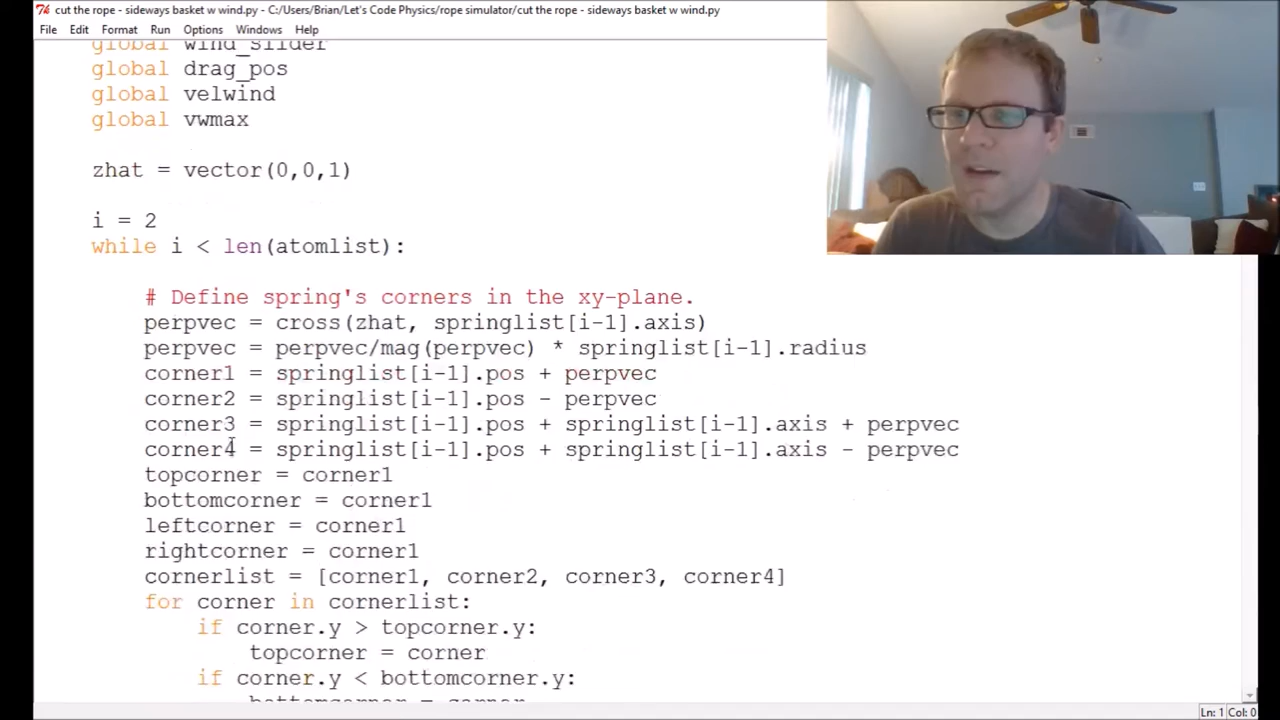 cut the rope - sideways basket w wind.py - C:/Users/Brian/Let's Code Physics/rope simulator/cut the rope - sideways basket w wind.py
File Edit Format Run Options Windows Help
global wind_slider
global drag_pos
global velwind
global vwmax
zhat = vector(0,0,1)
i = 2
while i < len(atomlist):
# Define spring's corners in the xy-plane.
perpvec = cross(zhat, springlist[i-1].axis)
perpvec = perpvec/mag(perpvec) * springlist[i-1].radius
corner1 = springlist[i-1].pos + perpvec
corner2 = springlist[i-1].pos - perpvec
corner3 = springlist[i-1].pos + springlist[i-1].axis + perpvec
corner4 = springlist[i-1].pos + springlist[i-1].axis - perpvec
topcorner = corner1
bottomcorner = corner1
leftcorner = corner1
rightcorner = corner1
cornerlist = [corner1, corner2, corner3, corner4]
for corner in cornerlist:
if corner.y > topcorner.y:
topcorner = corner
if corner.y < bottomcorner.y:
bottomcorner = corner
Ln: 1 Col: 0